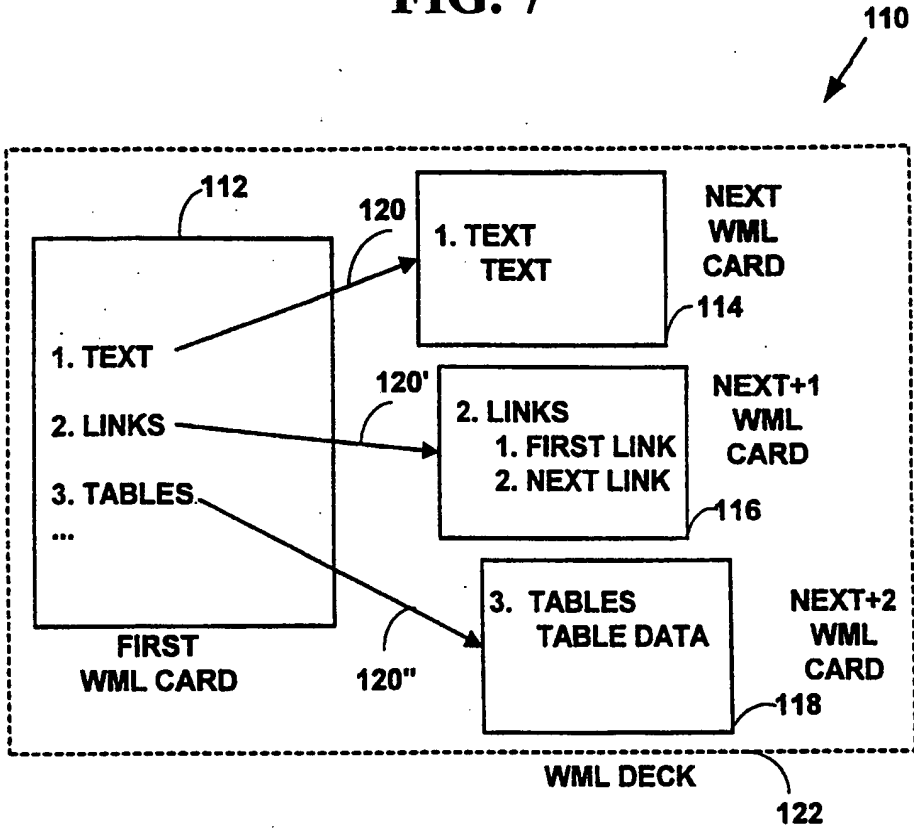 FIG. 7
110
112
120
1. TEXT
TEXT
NEXT
WML
CARD
114
1. TEXT
2. LINKS
3. TABLES
...
120'
2. LINKS
1. FIRST LINK
2. NEXT LINK
NEXT+1
WML
CARD
116
FIRST
WML CARD
120"
3. TABLES
TABLE DATA
NEXT+2
WML
CARD
118
WML DECK
122